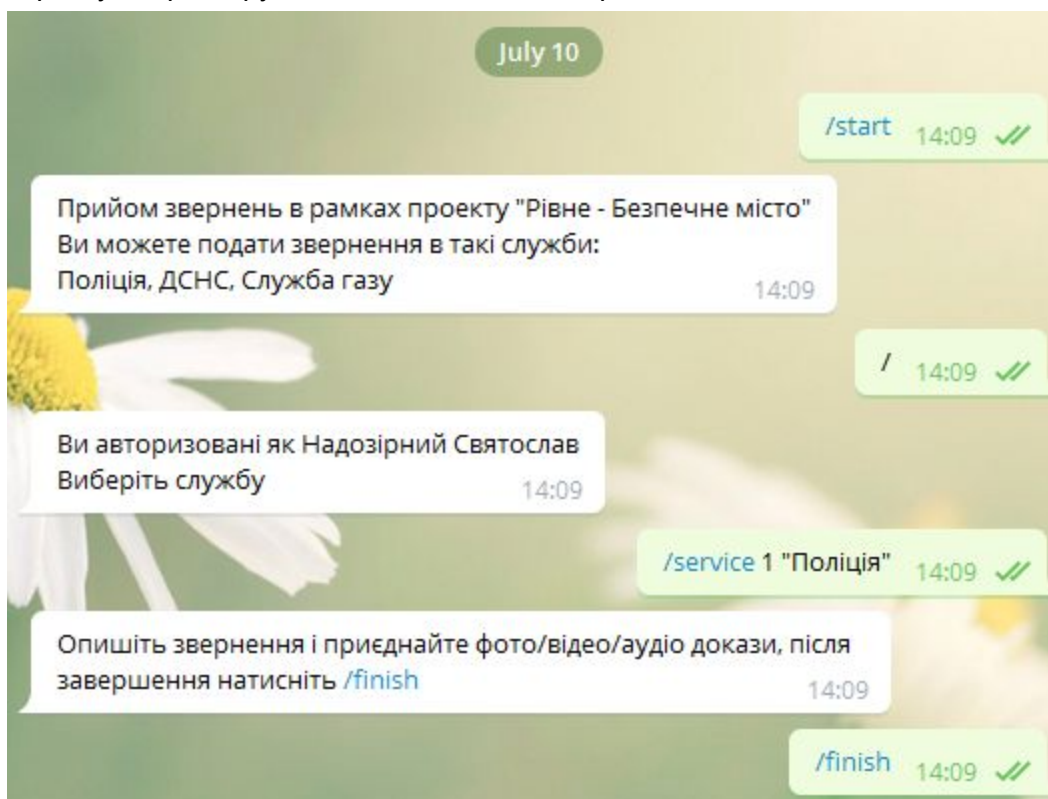 July 10
/start 14:09
Прийом звернень в рамках проекту "Рівне - Безпечне місто"
Ви можете подати звернення в такі служби:
Поліція, ДСНС, Служба газу 14:09
/ 14:09
Ви авторизовані як Надозірний Святослав
Виберіть службу 14:09
/service 1 "Поліція" 14:09
Опишіть звернення і приєднайте фото/відео/аудіо докази, після
завершення натисніть /finish 14:09
/finish 14:09